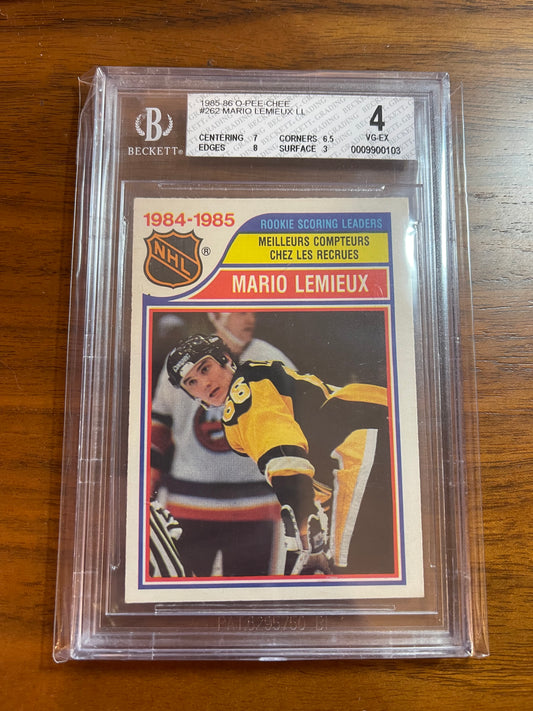 1985-86 O-PEE-CHEE
#262 MARIO LEMIEUX LL
CENTERING 7 CORNERS 6.5
EDGES 8 SURFACE 3
4
VG-EX
0009900103
B
BECKETT
1984-1985
ROOKIE SCORING LEADERS
MEILLEURS COMPTEURS
CHEZ LES RECRUES
NHL
®
MARIO LEMIEUX
66